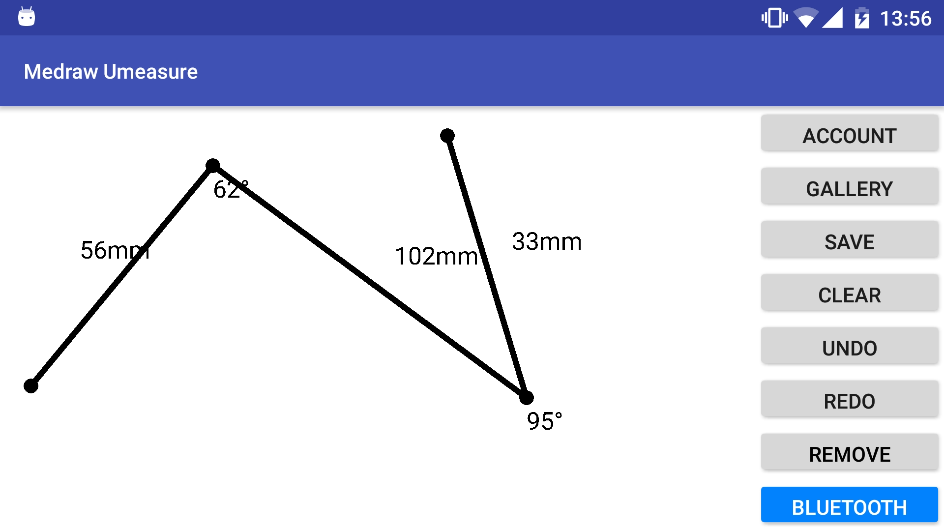 13:56
Medraw Umeasure
62°
56mm
102mm
33mm
95°
ACCOUNT
GALLERY
SAVE
CLEAR
UNDO
REDO
REMOVE
BLUETOOTH